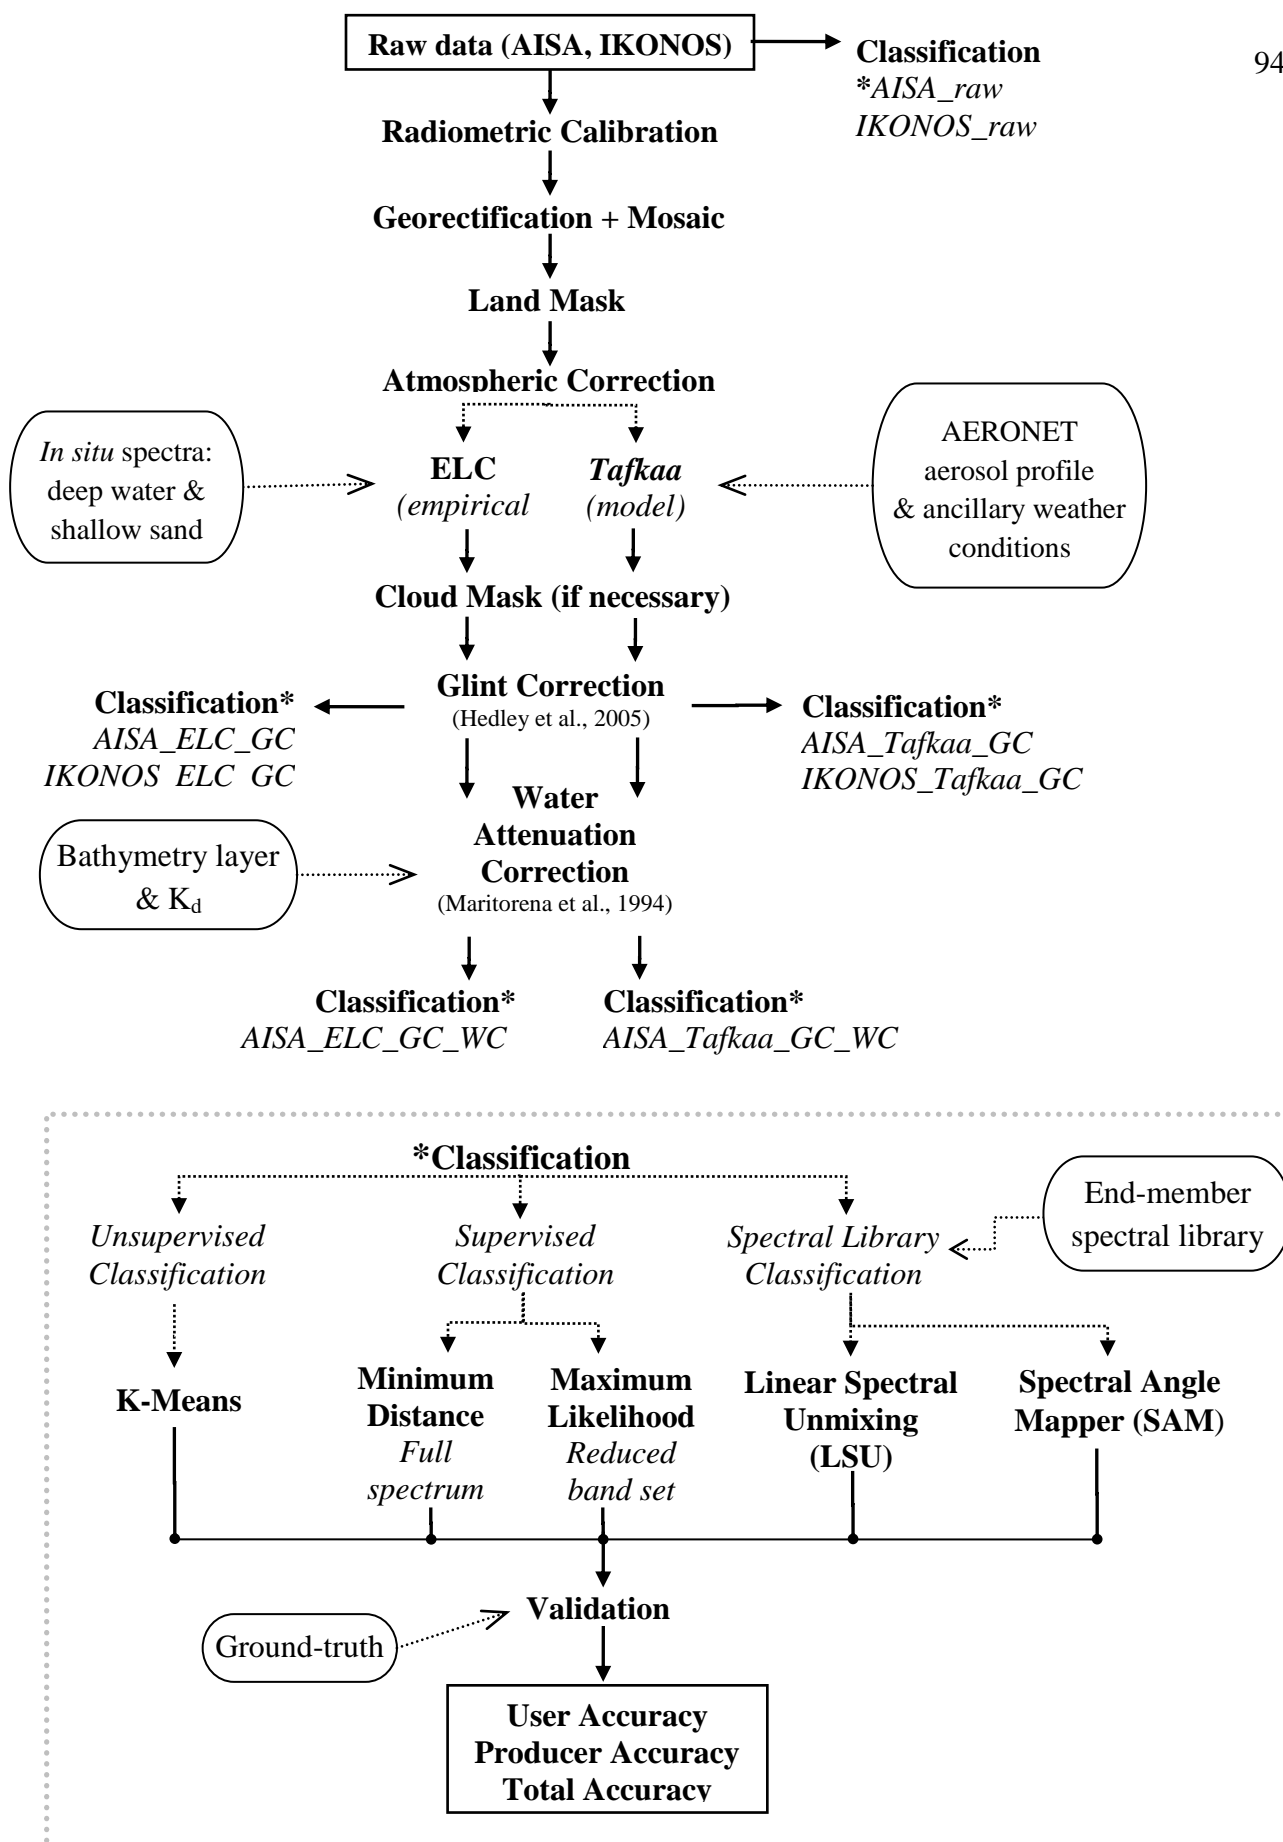 94
Raw data (AISA, IKONOS)
Classification
*AISA_raw
IKONOS_raw
Radiometric Calibration
Georectification + Mosaic
Land Mask
Atmospheric Correction
In situ spectra:
deep water &
shallow sand
ELC
(empirical
Tafkaa
(model)
AERONET
aerosol profile
& ancillary weather
conditions
Cloud Mask (if necessary)
Glint Correction
(Hedley et al., 2005)
Classification*
AISA_ELC_GC
IKONOS ELC GC
Classification*
AISA_Tafkaa_GC
IKONOS_Tafkaa_GC
Water
Attenuation
Correction
(Maritorena et al., 1994)
Bathymetry layer
& Kd
Classification*
AISA_ELC_GC_WC
Classification*
AISA_Tafkaa_GC_WC
*Classification
Unsupervised
Classification
Supervised
Classification
Spectral Library
Classification
End-member
spectral library
K-Means
Minimum
Distance
Full
spectrum
Maximum
Likelihood
Reduced
band set
Linear Spectral
Unmixing
(LSU)
Spectral Angle
Mapper (SAM)
Validation
Ground-truth
User Accuracy
Producer Accuracy
Total Accuracy